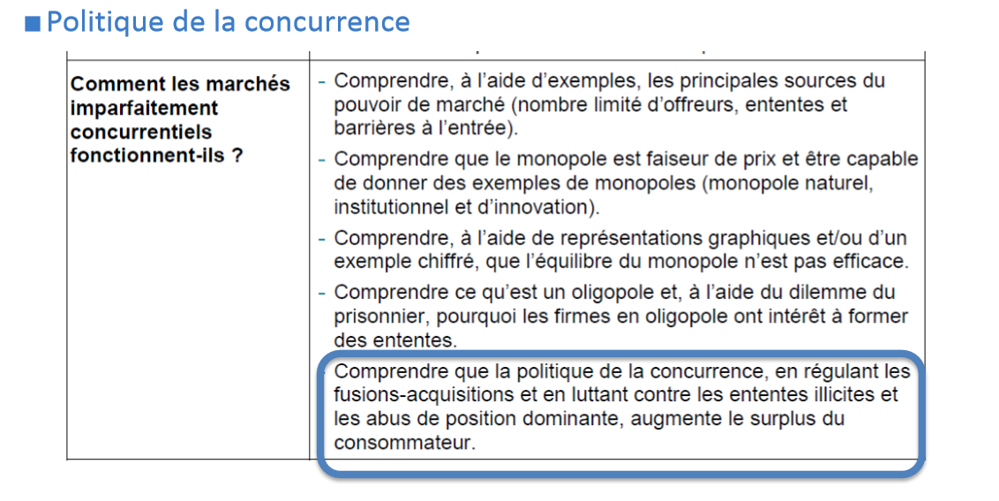 Politique de la concurrence
Comment les marchés
imparfaitement
concurrentiels
fonctionnent-ils ?
- Comprendre, à l'aide d'exemples, les principales sources du
pouvoir de marché (nombre limité d'offreurs, ententes et
barrières à l'entrée).
- Comprendre que le monopole est faiseur de prix et être capable
de donner des exemples de monopoles (monopole naturel,
institutionnel et d'innovation).
- Comprendre, à l'aide de représentations graphiques et/ou d'un
exemple chiffré, que l'équilibre du monopole n'est pas efficace.
- Comprendre ce qu'est un oligopole et, à l'aide du dilemme du
prisonnier, pourquoi les firmes en oligopole ont intérêt à former
des ententes.
- Comprendre que la politique de la concurrence, en régulant les
fusions-acquisitions et en luttant contre les ententes illicites et
les abus de position dominante, augmente le surplus du
consommateur.